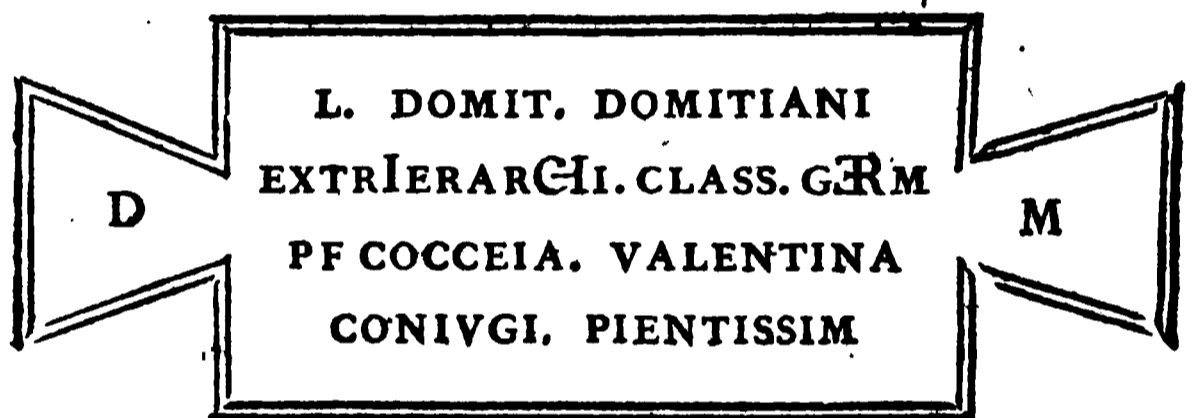 D
L. DOMIT. DOMITIANI
EXTRIERARCHI. CLASS. GERM
PF COCCEIA. VALENTINA
CONIVGI. PIENTISSIM
M